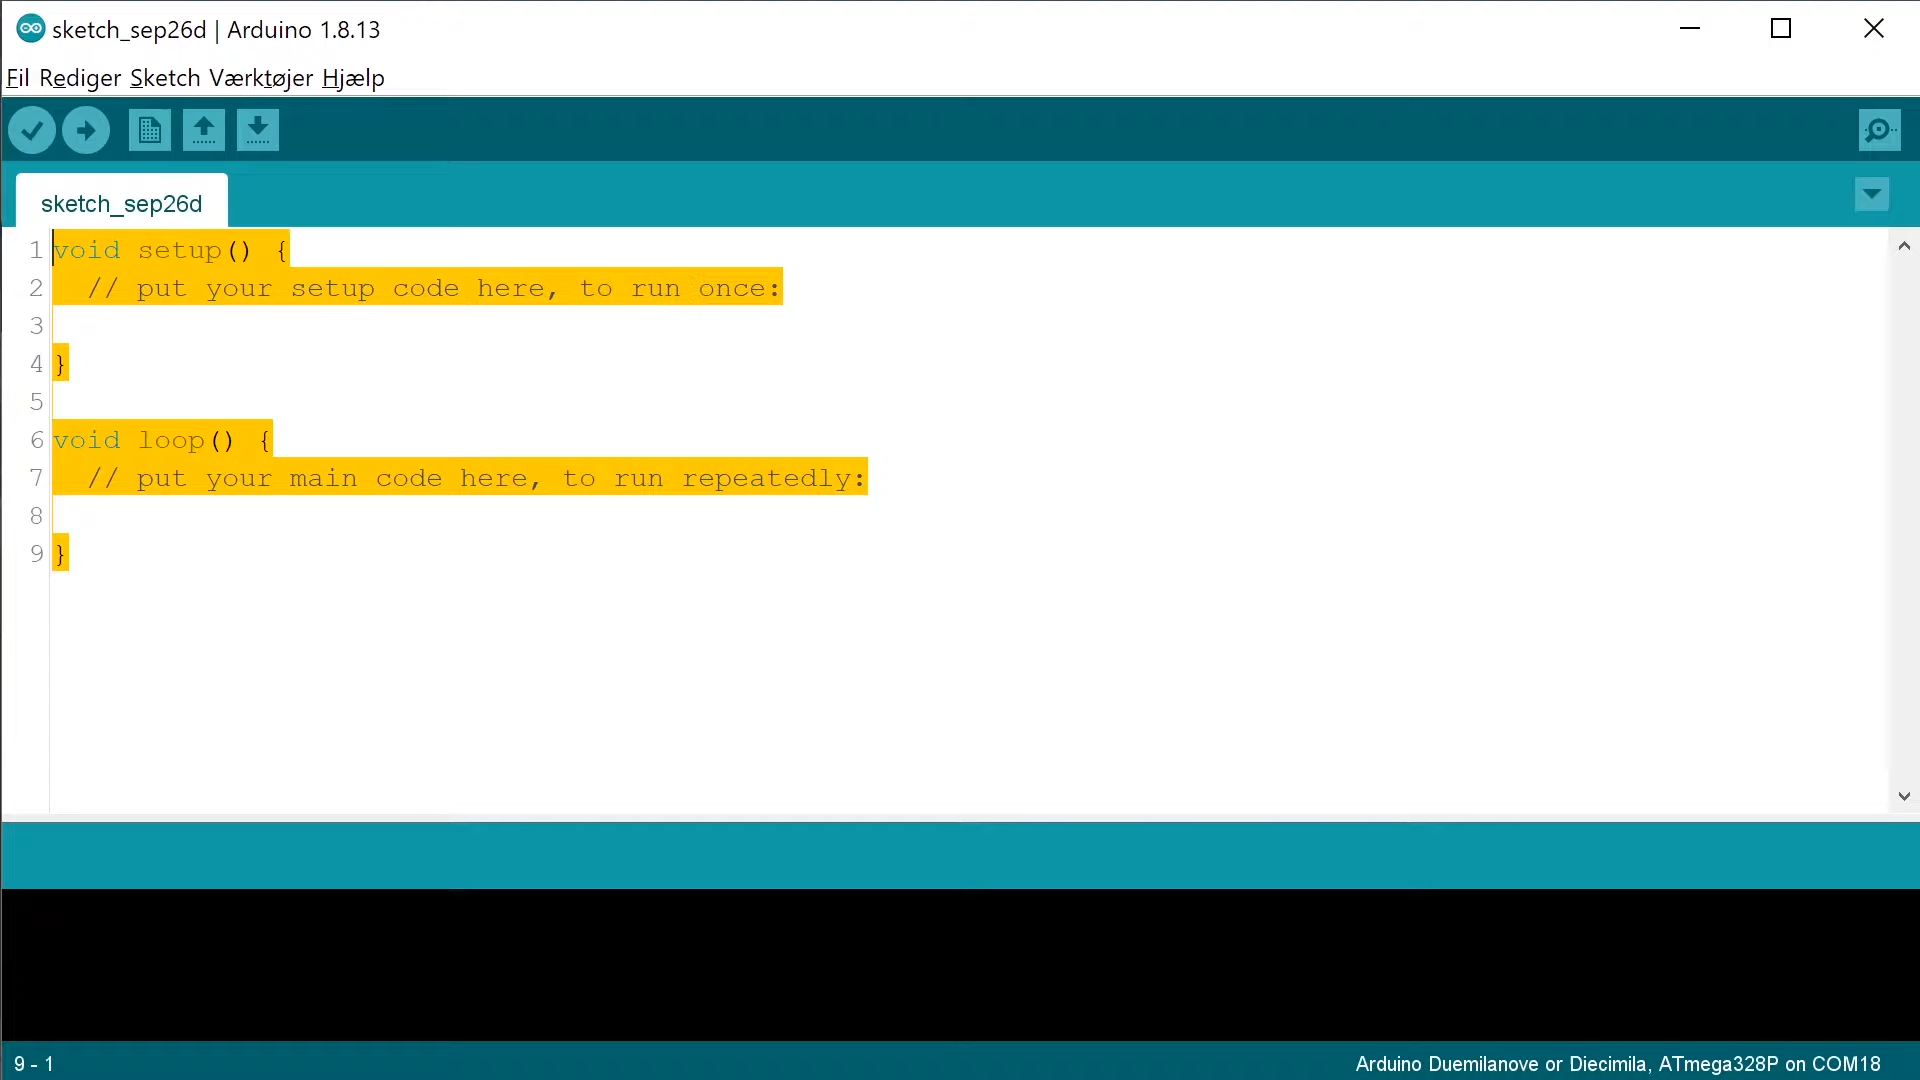 sketch_sep26d | Arduino 1.8.13
Fil Rediger Sketch Værktøjer Hjælp
sketch_sep26d
1 void setup() {
2   // put your setup code here, to run once:
3
4 }
5
6 void loop() {
7   // put your main code here, to run repeatedly:
8
9 }
9 - 1
Arduino Duemilanove or Diecimila, ATmega328P on COM18